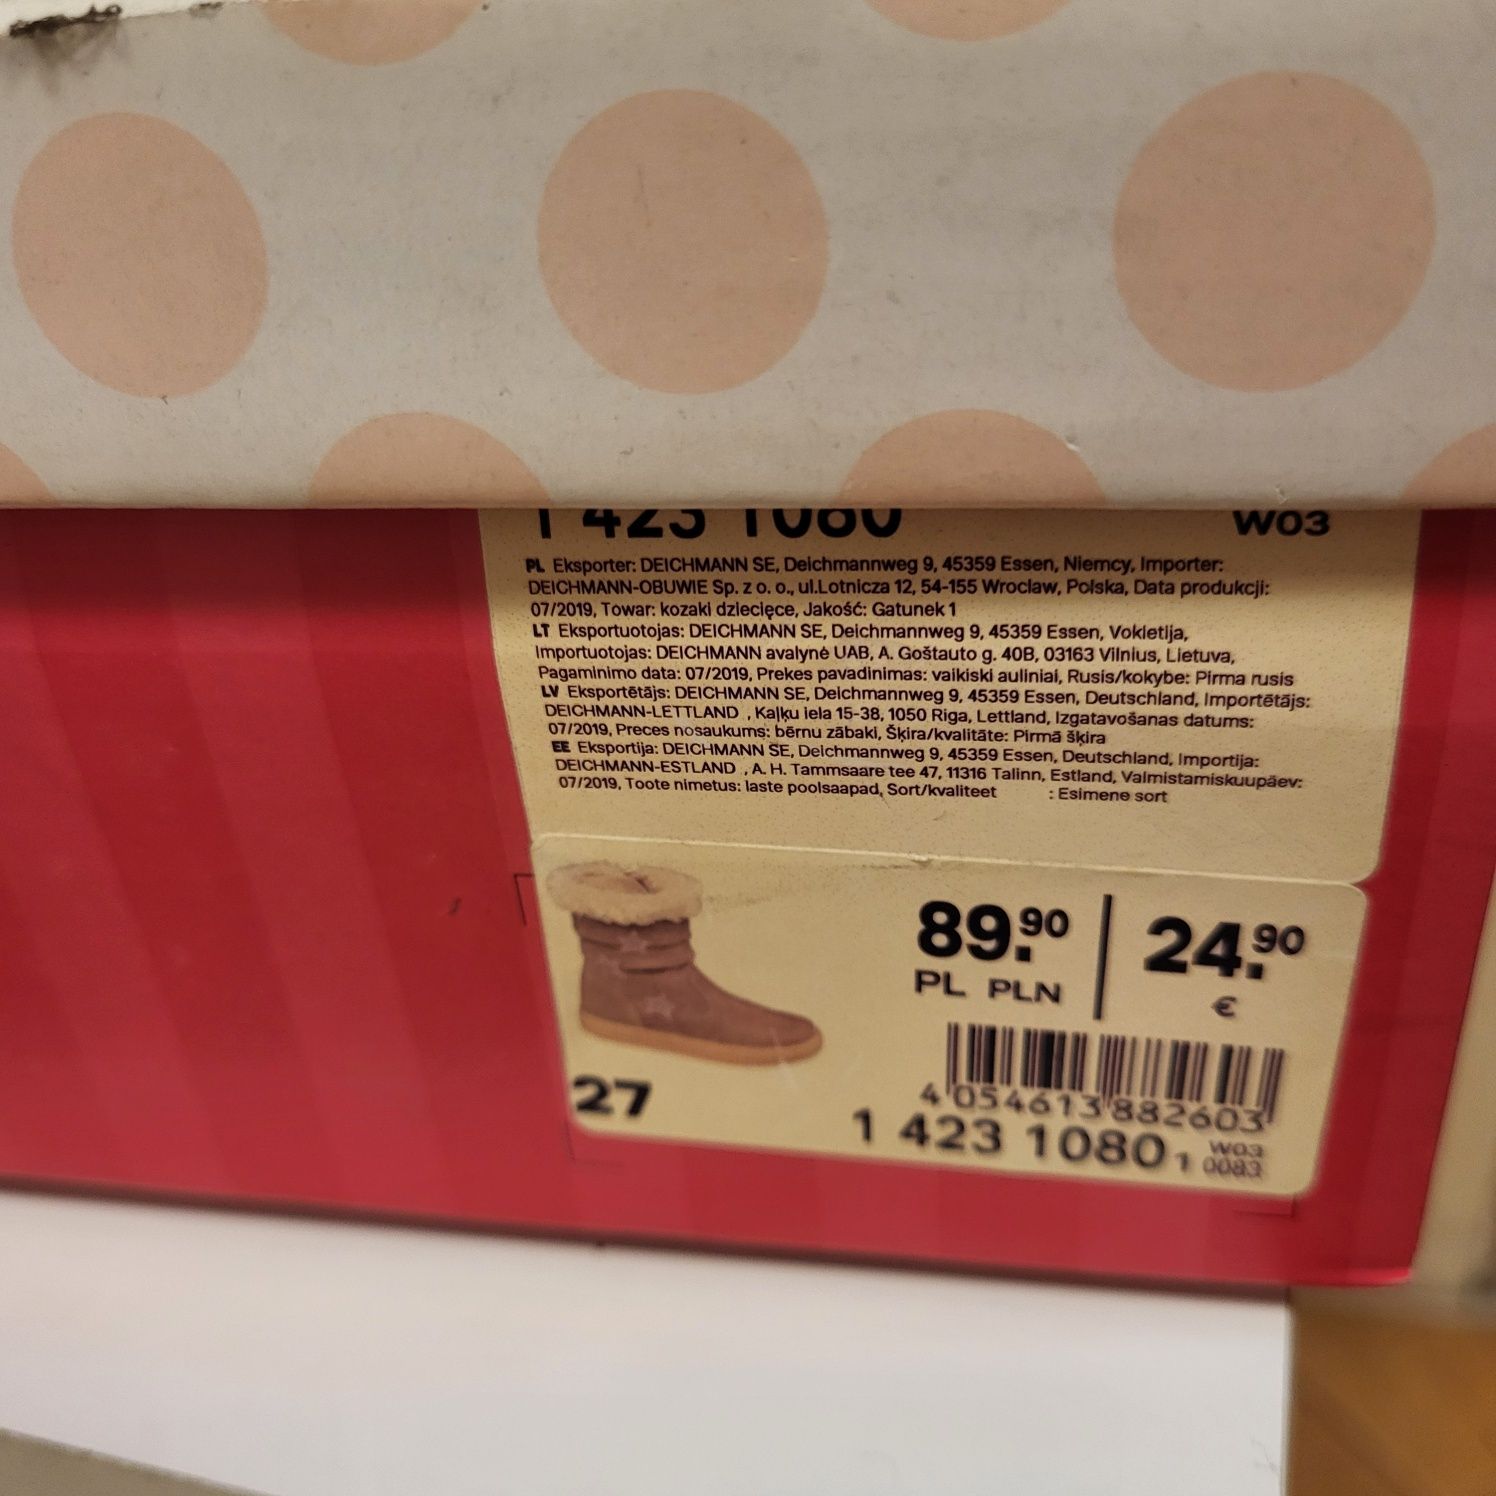 1 423 1080
W03
PL Eksporter: DEICHMANN SE, Deichmannweg 9, 45359 Essen, Niemcy, Importer:
DEICHMANN-OBUWIE Sp. z o. o., ul.Lotnicza 12, 54-155 Wroclaw, Polska, Data produkcji:
07/2019, Towar: kozaki dziecięce, Jakość: Gatunek 1
LT Eksportuotojas: DEICHMANN SE, Deichmannweg 9, 45359 Essen, Vokietija,
Importuotojas: DEICHMANN avalynė UAB, A. Goštauto g. 40B, 03163 Vilnius, Lietuva,
Pagaminimo data: 07/2019, Prekes pavadinimas: vaikiski auliniai, Rusis/kokybe: Pirma rusis
LV Eksportētājs: DEICHMANN SE, Deichmannweg 9, 45359 Essen, Deutschland, Importētājs:
DEICHMANN-LETTLAND , Kaļķu iela 15-38, 1050 Riga, Lettland, Izgatavošanas datums:
07/2019, Preces nosaukums: bērnu zābaki, Šķira/kvalitāte: Pirmā šķira
EE Eksportija: DEICHMANN SE, Deichmannweg 9, 45359 Essen, Deutschland, Importija:
DEICHMANN-ESTLAND , A. H. Tammsaare tee 47, 11316 Talinn, Estland, Valmistamiskuupäev:
07/2019, Toote nimetus: laste poolsaapad, Sort/kvaliteet : Esimene sort
89.90
PL PLN
24.90
€
27
4 054613 882603
1 423 1080 1
W03
0083